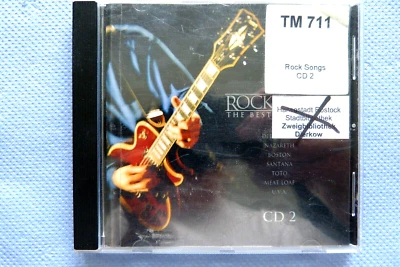 TM 711
Rock Songs
CD 2
ROCK
THE BEST
Hansestadt Rostock
Stadtbibliothek
Zweigbibliothek
Dierkow
NAZARETH
BOSTON
SANTANA
TOTO
MEAT LOAF
U.V.A.
CD 2